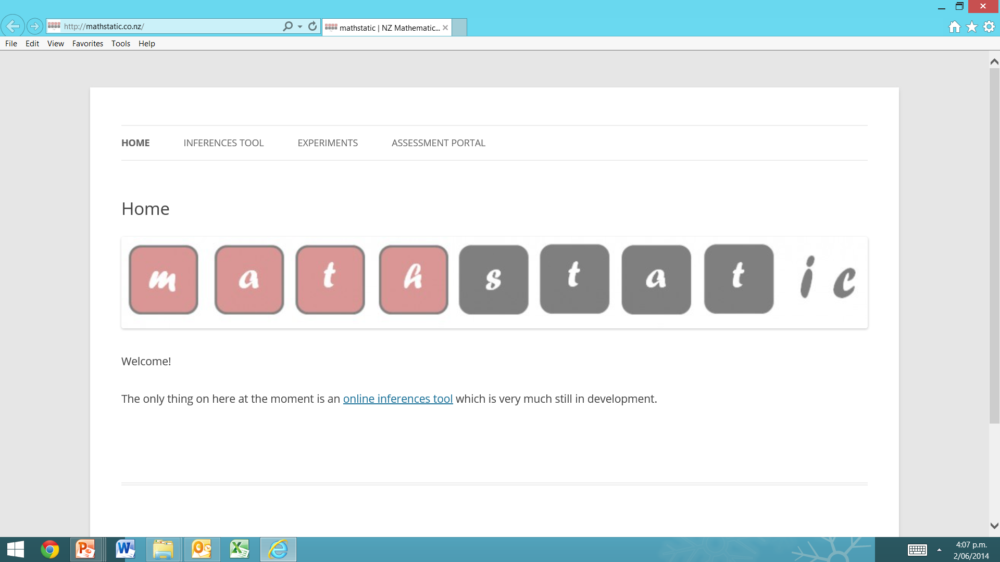 http://mathstatic.co.nz/
mathstatic | NZ Mathematic...
File Edit View Favorites Tools Help
HOME INFERENCES TOOL EXPERIMENTS ASSESSMENT PORTAL
Home
m a t h s t a t i c
Welcome!
The only thing on here at the moment is an online inferences tool which is very much still in development.
4:07 p.m.
2/06/2014